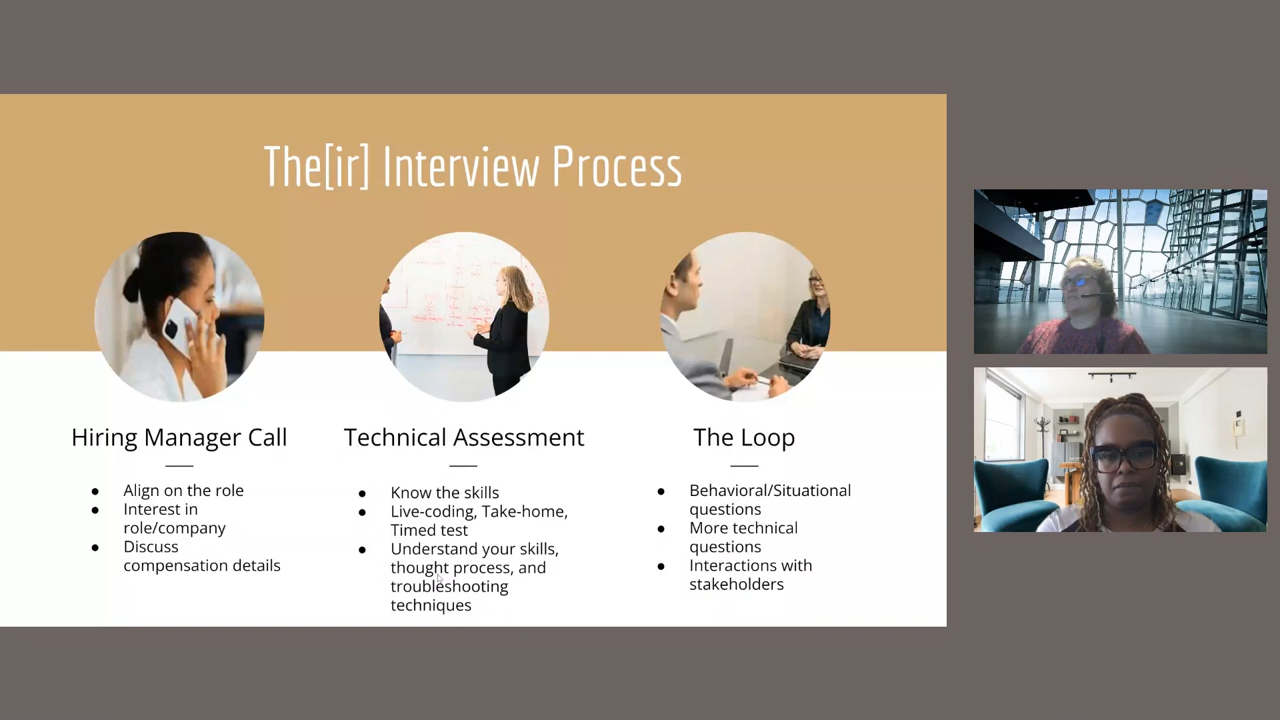 The[ir] Interview Process
Hiring Manager Call
● Align on the role
● Interest in
role/company
● Discuss
compensation details
Technical Assessment
● Know the skills
● Live-coding, Take-home,
Timed test
● Understand your skills,
thought process, and
troubleshooting
techniques
The Loop
● Behavioral/Situational
questions
● More technical
questions
● Interactions with
stakeholders